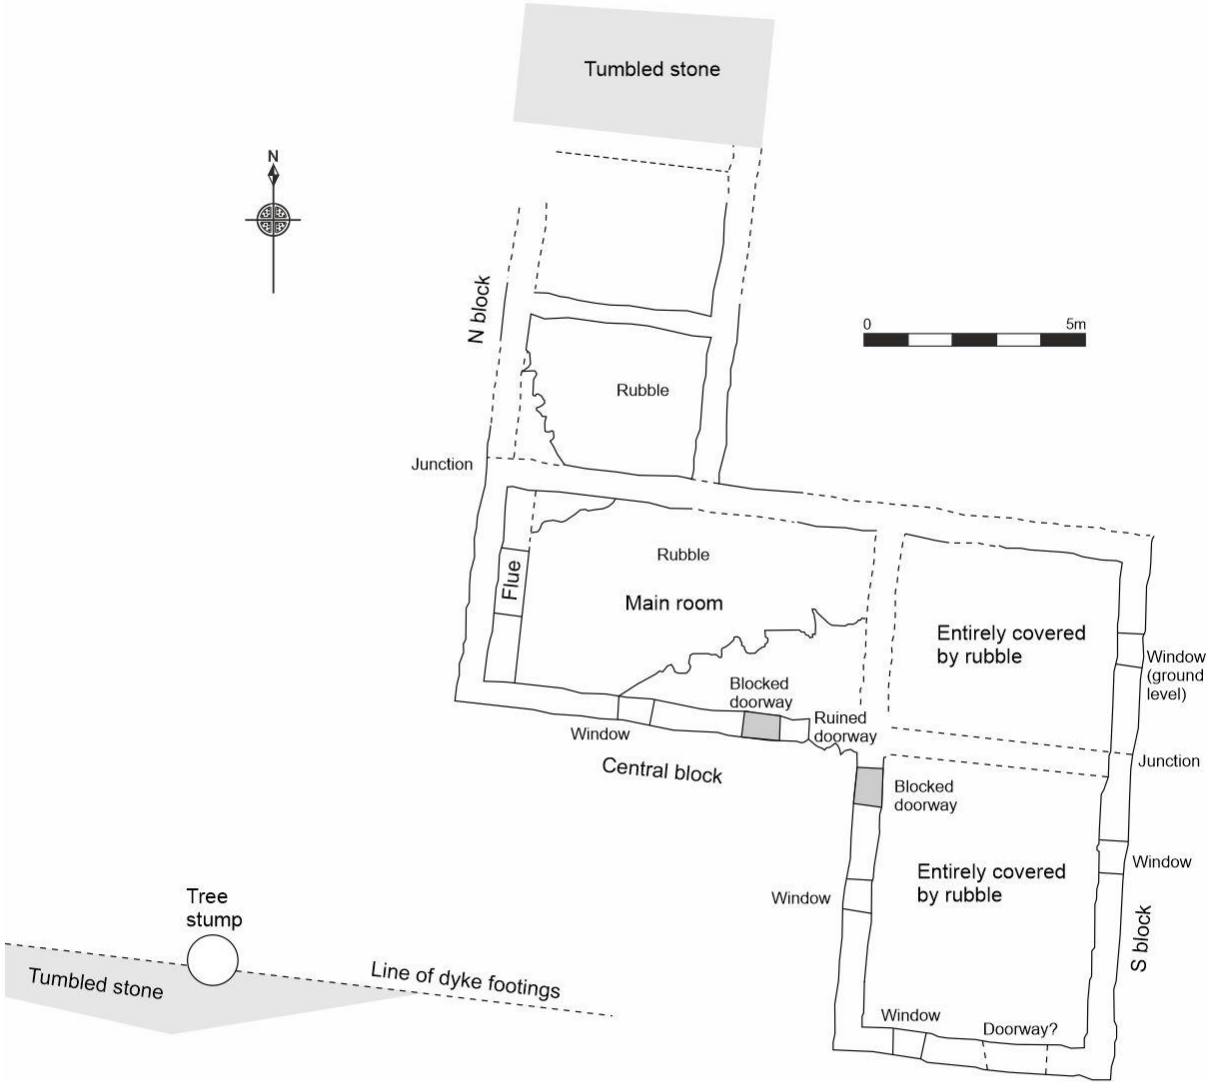 Tumbled stone
N
N block
0
5m
Rubble
Junction
Rubble
Flue
Main room
Entirely covered
by rubble
Window
(ground
level)
Blocked
doorway
Ruined
doorway
Window
Central block
Junction
Blocked
doorway
Window
Entirely covered
by rubble
Window
Tree
stump
S block
Line of dyke footings
Tumbled stone
Window
Doorway?